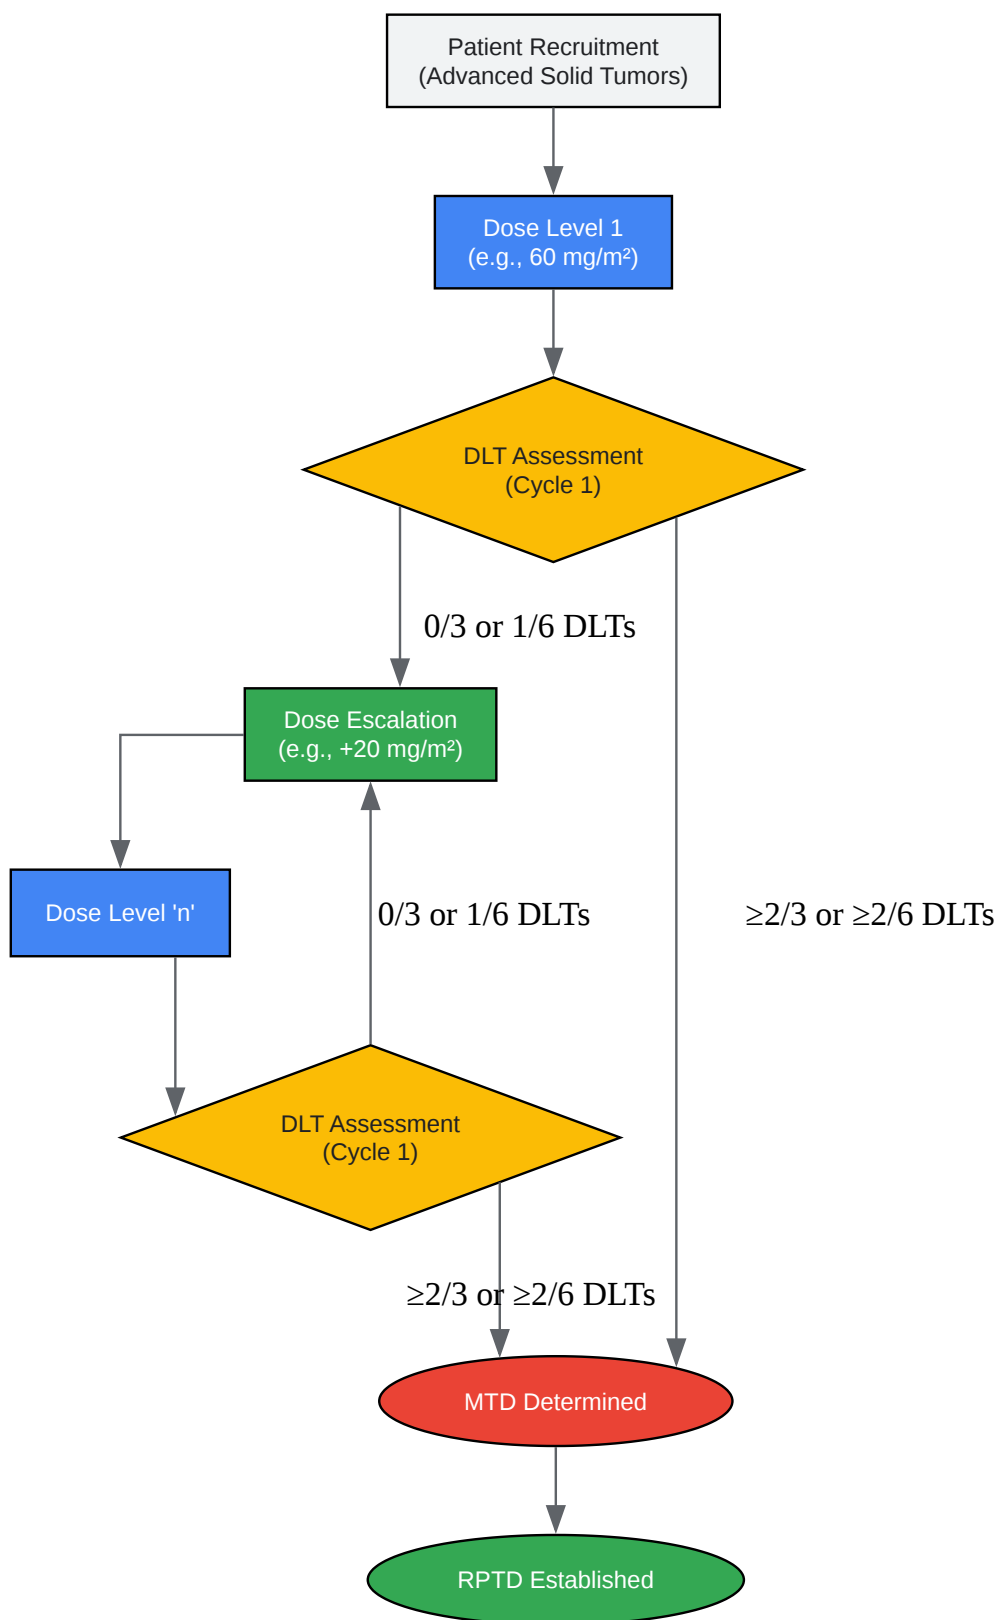 Patient Recruitment
(Advanced Solid Tumors)
Dose Level 1
(e.g., 60 mg/m²)
DLT Assessment
(Cycle 1)
0/3 or 1/6 DLTs
Dose Escalation
(e.g., +20 mg/m²)
Dose Level 'n'
0/3 or 1/6 DLTs
≥2/3 or ≥2/6 DLTs
DLT Assessment
(Cycle 1)
≥2/3 or ≥2/6 DLTs
MTD Determined
RPTD Established